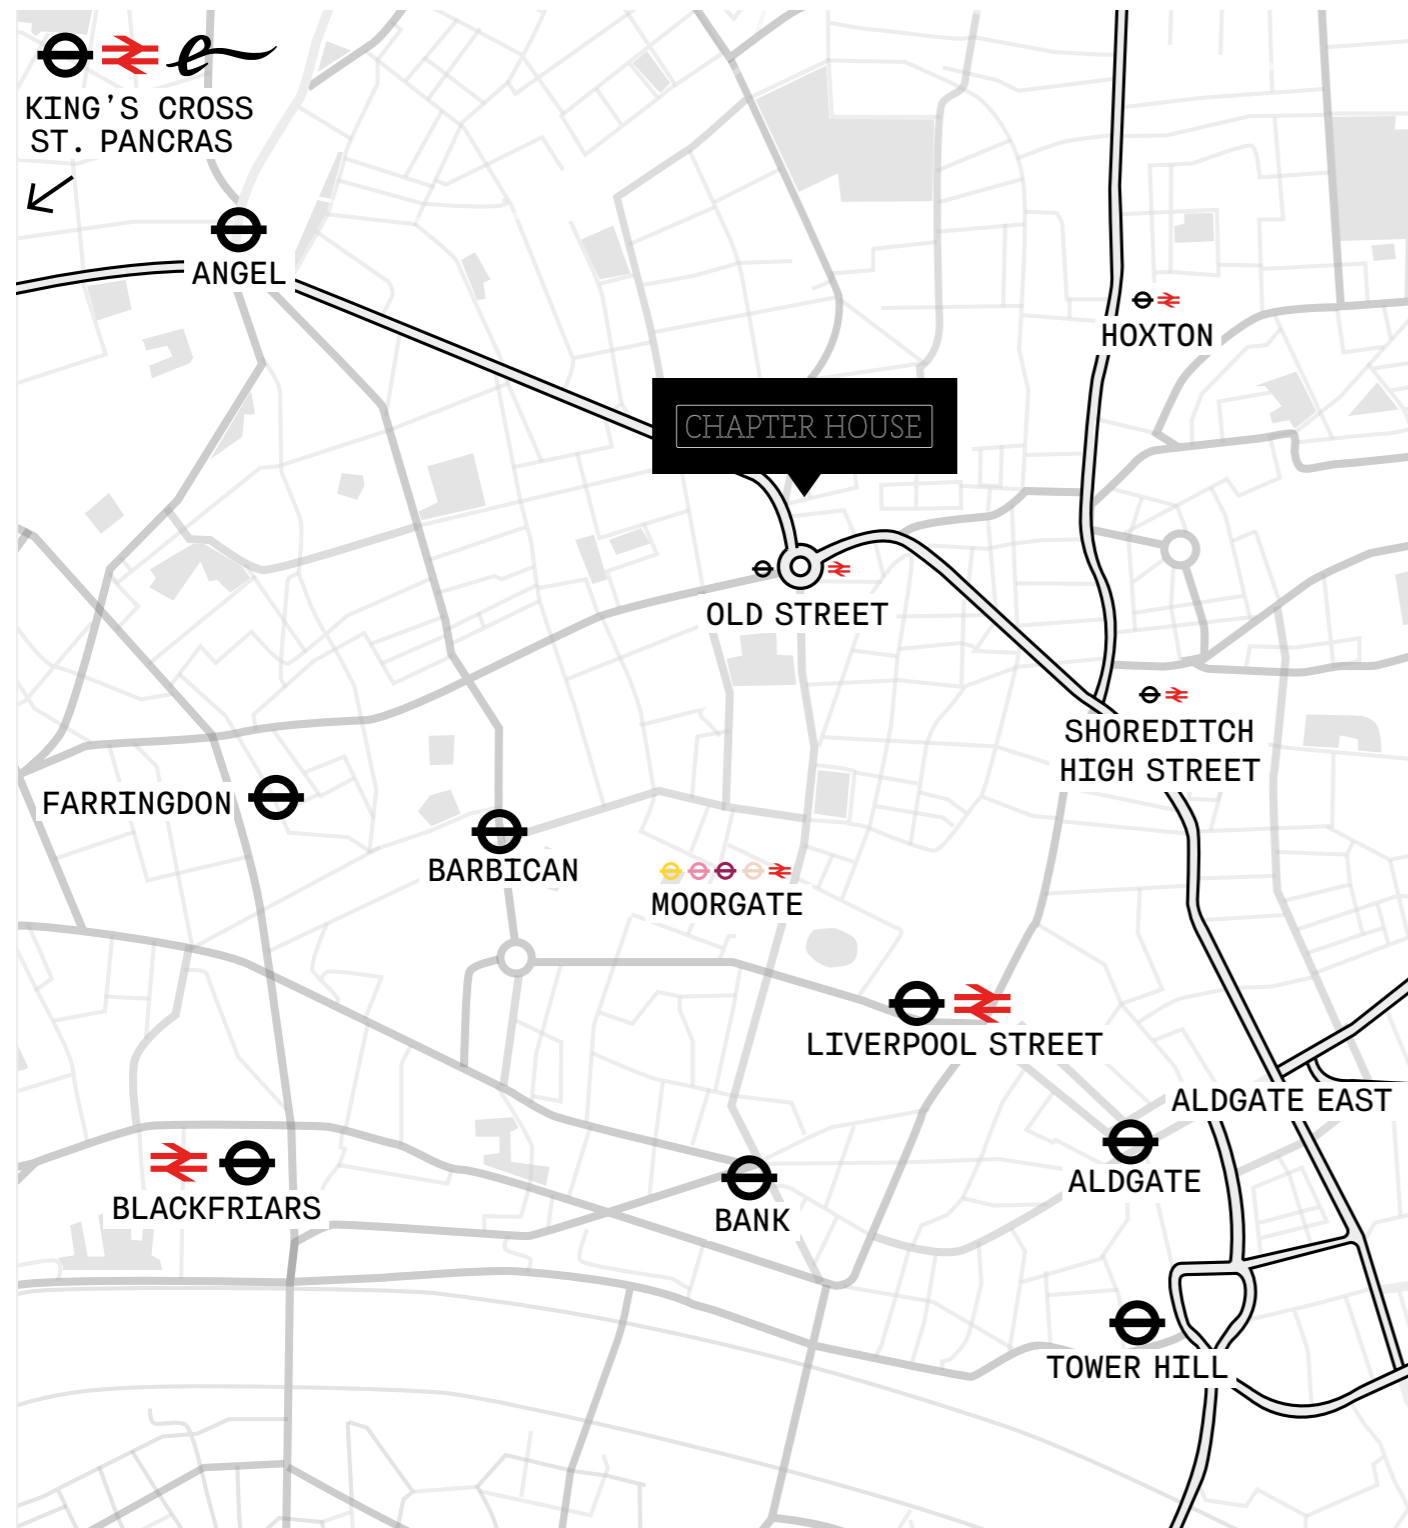 KING'S CROSS
ST. PANCRAS
ANGEL
HOXTON
CHAPTER HOUSE
OLD STREET
SHOREDITCH
HIGH STREET
FARRINGDON
BARBICAN
MOORGATE
LIVERPOOL STREET
ALDGATE EAST
ALDGATE
BLACKFRIARS
BANK
TOWER HILL